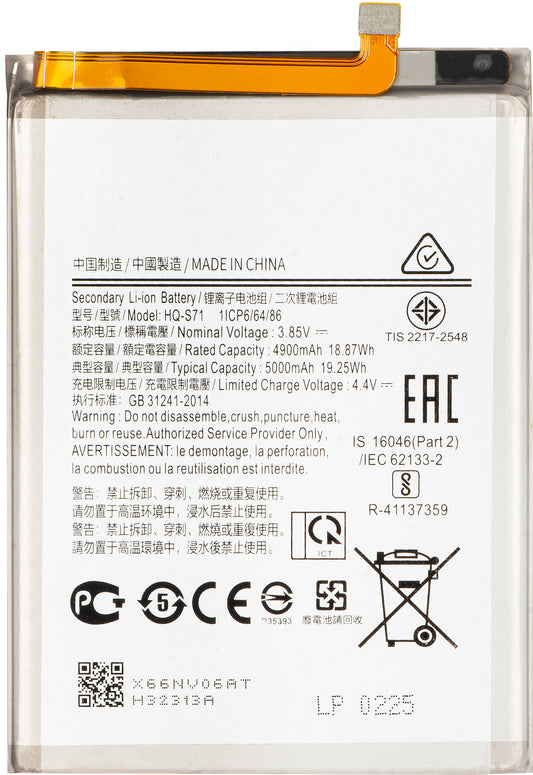 中国制造/中國製造/MADE IN CHINA
Secondary Li-ion Battery/锂离子电池组/二次鋰電池組
型号/型號/Model: HQ-S71 1ICP6/64/86
标称电压/標稱電壓/Nominal Voltage: 3.85V⎓
额定容量/額定容量/Rated Capacity: 4900mAh 18.87Wh
典型容量/典型容量/Typical Capacity: 5000mAh 19.25Wh
充电限制电压/充電限制電壓/Limited Charge Voltage: 4.4V⎓
执行标准: GB 31241-2014
Warning: Do not disassemble,crush,puncture,heat,
burn or reuse.Authorized Service Provider Only,
AVERTISSEMENT: le demontage, la perforation,
la combustion ou la reutilisation est interdite.
警告: 禁止拆卸、穿刺、燃烧或重复使用。
请勿置于高温环境中，浸水后禁止使用。
警告: 禁止拆卸、穿刺、燃燒或重復使用。
請勿置于高温環境中，浸水後禁止使用。
TIS 2217-2548
EAC
IS 16046(Part 2)
/IEC 62133-2
R-41137359
ICT
PG 5 CE
R35393
廢電池請回收
X66NV06AT
H32313A
LP 0225